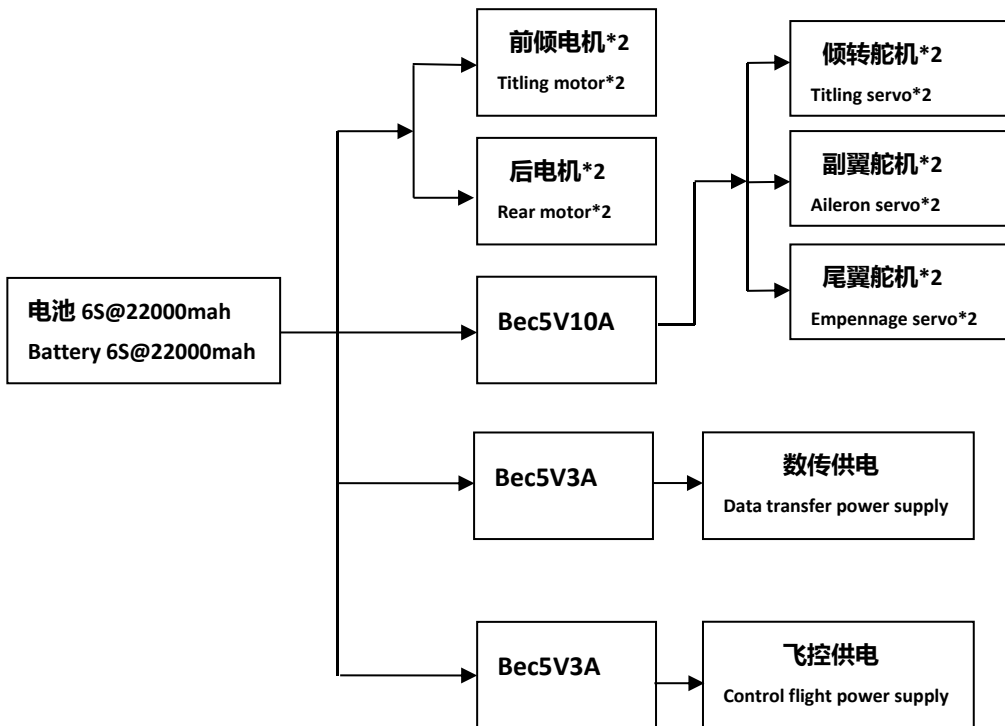 前倾电机*2
Titling motor*2
倾转舵机*2
Titling servo*2
后电机*2
Rear motor*2
副翼舵机*2
Aileron servo*2
尾翼舵机*2
Empennage servo*2
电池 6S@22000mah
Battery 6S@22000mah
Bec5V10A
Bec5V3A
数传供电
Data transfer power supply
Bec5V3A
飞控供电
Control flight power supply